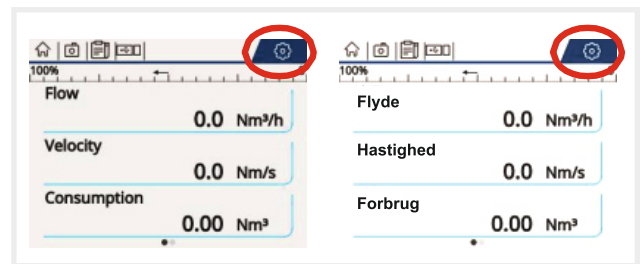 100%
Flow
0.0 Nm³/h
Velocity
0.0 Nm/s
Consumption
0.00 Nm³
100%
Flyde
0.0 Nm³/h
Hastighed
0.0 Nm/s
Forbrug
0.00 Nm³